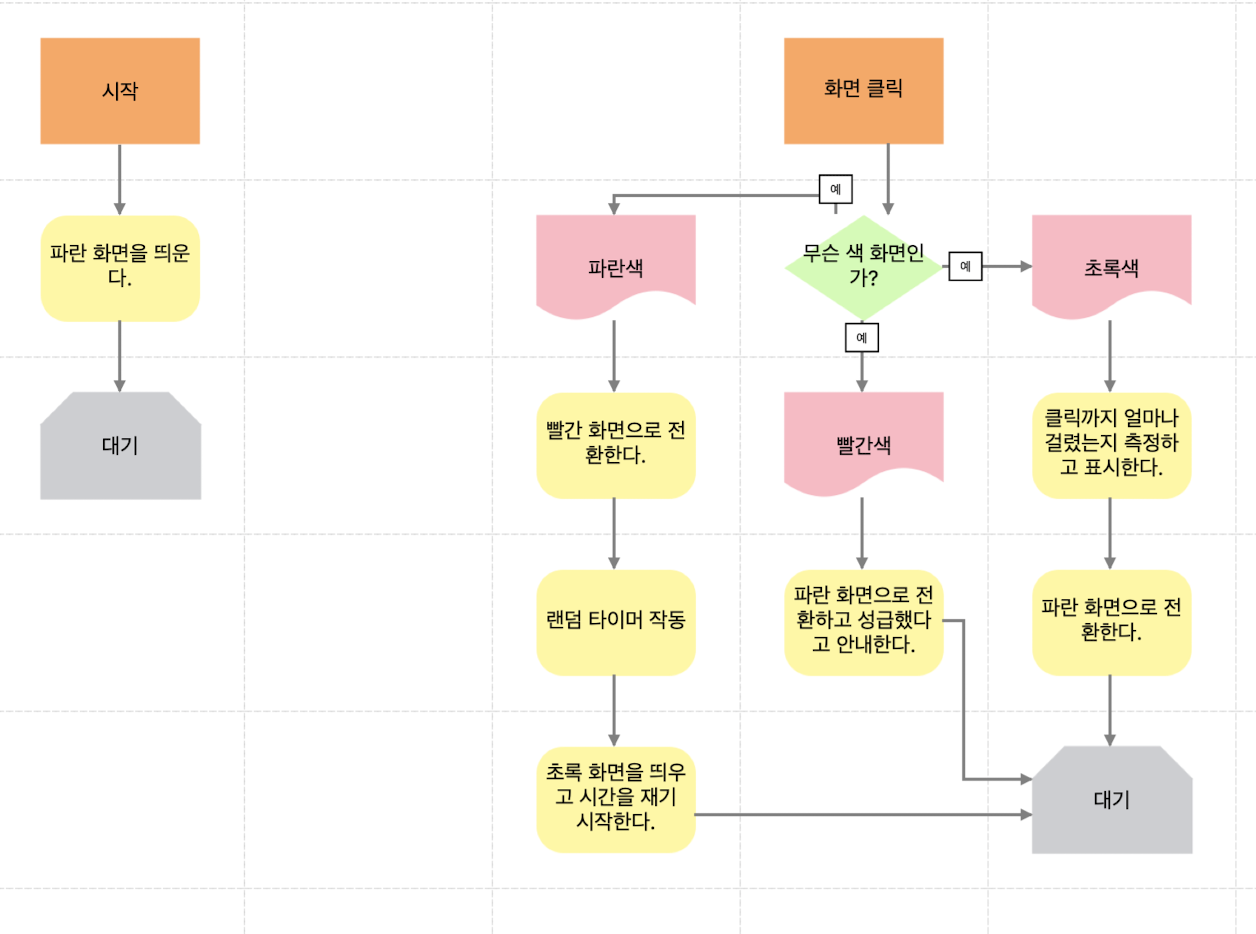 시작
화면 클릭
예
파란 화면을 띄운
다.
파란색
무슨 색 화면인
가?
예
초록색
예
대기
빨간 화면으로 전
환한다.
빨간색
클릭까지 얼마나
걸렸는지 측정하
고 표시한다.
랜덤 타이머 작동
파란 화면으로 전
환하고 성급했다
고 안내한다.
파란 화면으로 전
환한다.
초록 화면을 띄우
고 시간을 재기
시작한다.
대기